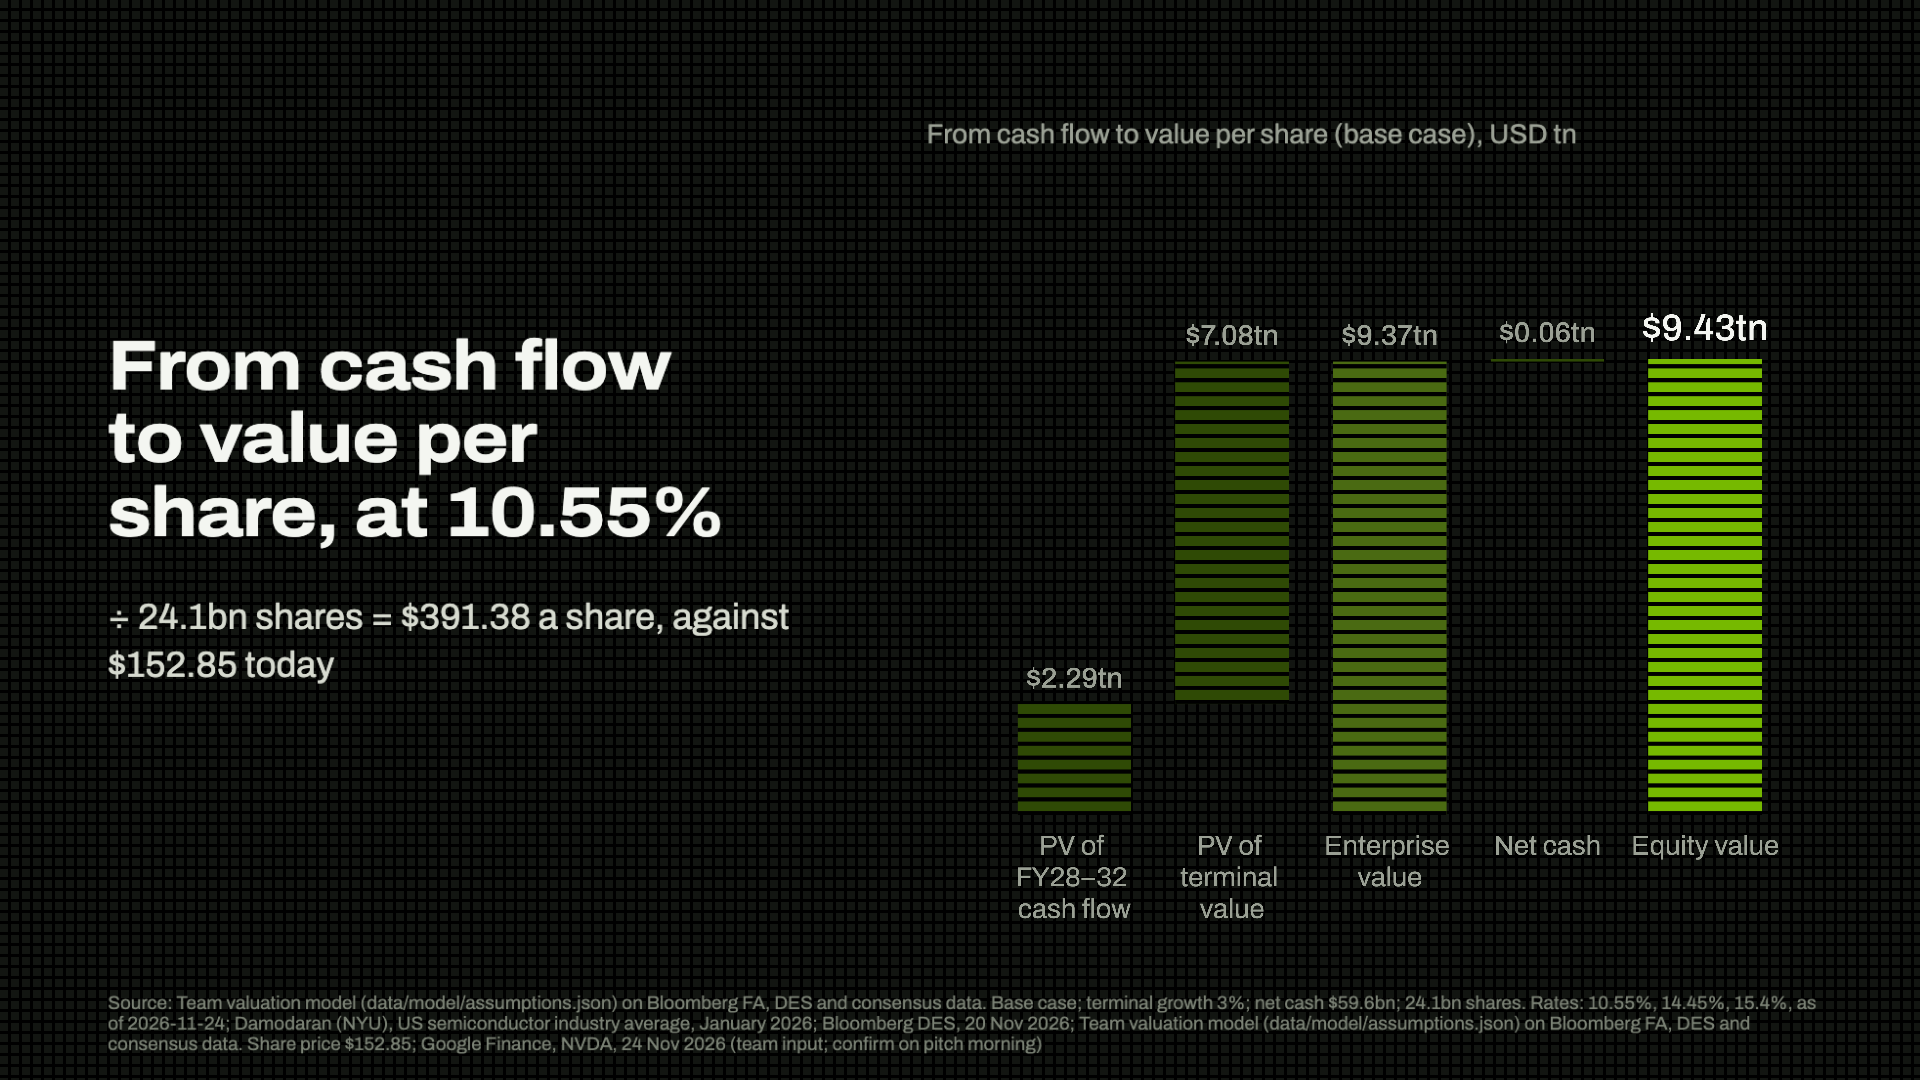 From cash flow to value per share (base case), USD tn
From cash flow
to value per
share, at 10.55%
÷ 24.1bn shares = $391.38 a share, against
$152.85 today
$2.29tn
$7.08tn
$9.37tn
$0.06tn
$9.43tn
PV of
FY28–32
cash flow
PV of
terminal
value
Enterprise
value
Net cash
Equity value
Source: Team valuation model (data/model/assumptions.json) on Bloomberg FA, DES and consensus data. Base case; terminal growth 3%; net cash $59.6bn; 24.1bn shares. Rates: 10.55%, 14.45%, 15.4%, as
of 2026-11-24; Damodaran (NYU), US semiconductor industry average, January 2026; Bloomberg DES, 20 Nov 2026; Team valuation model (data/model/assumptions.json) on Bloomberg FA, DES and
consensus data. Share price $152.85; Google Finance, NVDA, 24 Nov 2026 (team input; confirm on pitch morning)